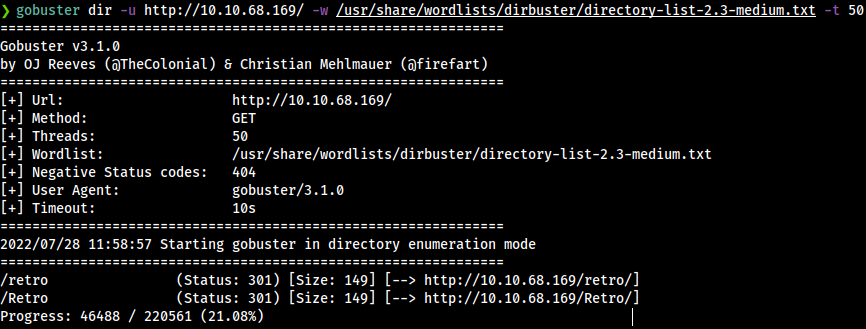 ❯ gobuster dir -u http://10.10.68.169/ -w /usr/share/wordlists/dirbuster/directory-list-2.3-medium.txt -t 50
===============================================================
Gobuster v3.1.0
by OJ Reeves (@TheColonial) & Christian Mehlmauer (@firefart)
===============================================================
[+] Url:                     http://10.10.68.169/
[+] Method:                  GET
[+] Threads:                 50
[+] Wordlist:                /usr/share/wordlists/dirbuster/directory-list-2.3-medium.txt
[+] Negative Status codes:   404
[+] User Agent:              gobuster/3.1.0
[+] Timeout:                 10s
===============================================================
2022/07/28 11:58:57 Starting gobuster in directory enumeration mode
===============================================================
/retro                (Status: 301) [Size: 149] [--> http://10.10.68.169/retro/]
/Retro                (Status: 301) [Size: 149] [--> http://10.10.68.169/Retro/]
Progress: 46488 / 220561 (21.08%)